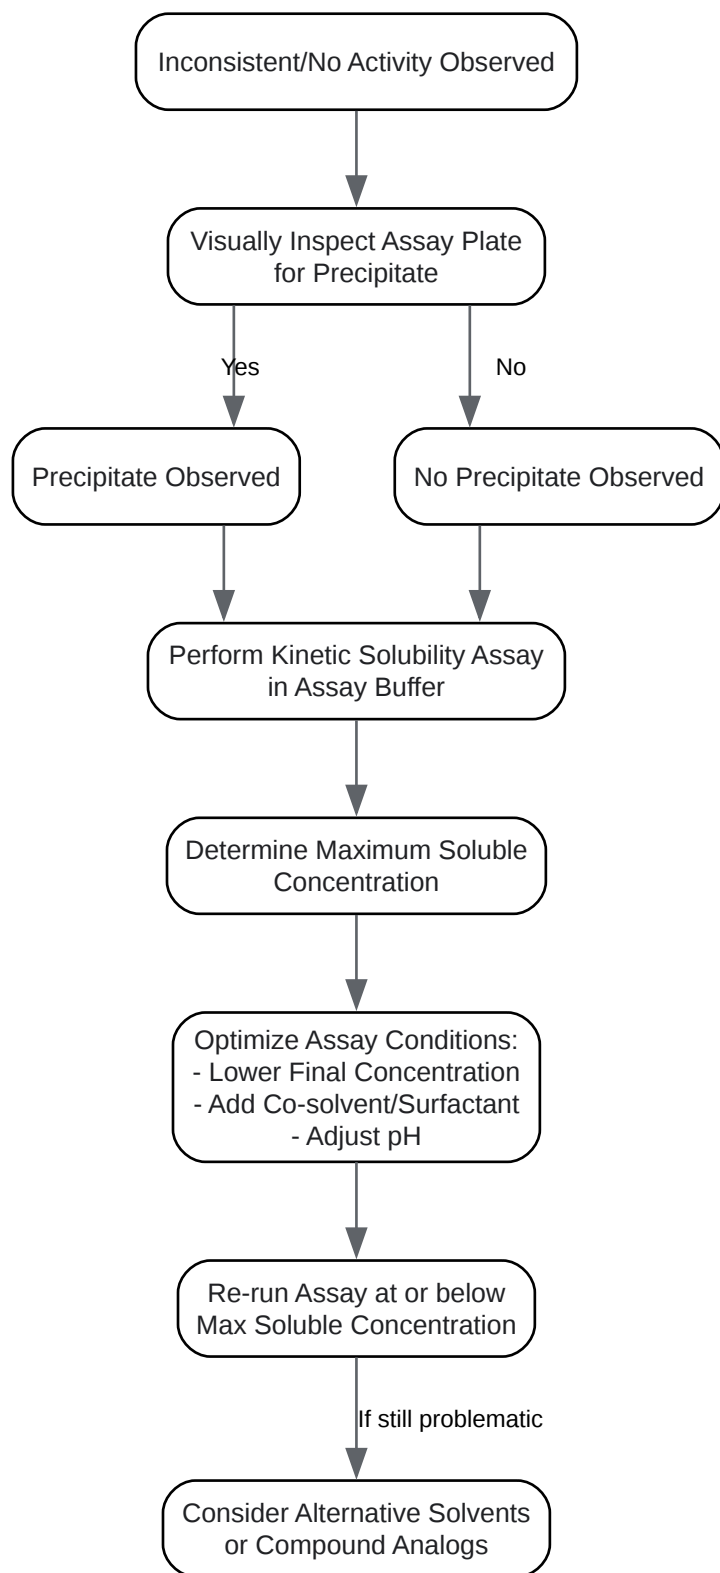 Inconsistent/No Activity Observed
Visually Inspect Assay Plate
for Precipitate
Yes
No
Precipitate Observed
No Precipitate Observed
Perform Kinetic Solubility Assay
in Assay Buffer
Determine Maximum Soluble
Concentration
Optimize Assay Conditions:
- Lower Final Concentration
- Add Co-solvent/Surfactant
- Adjust pH
Re-run Assay at or below
Max Soluble Concentration
If still problematic
Consider Alternative Solvents
or Compound Analogs